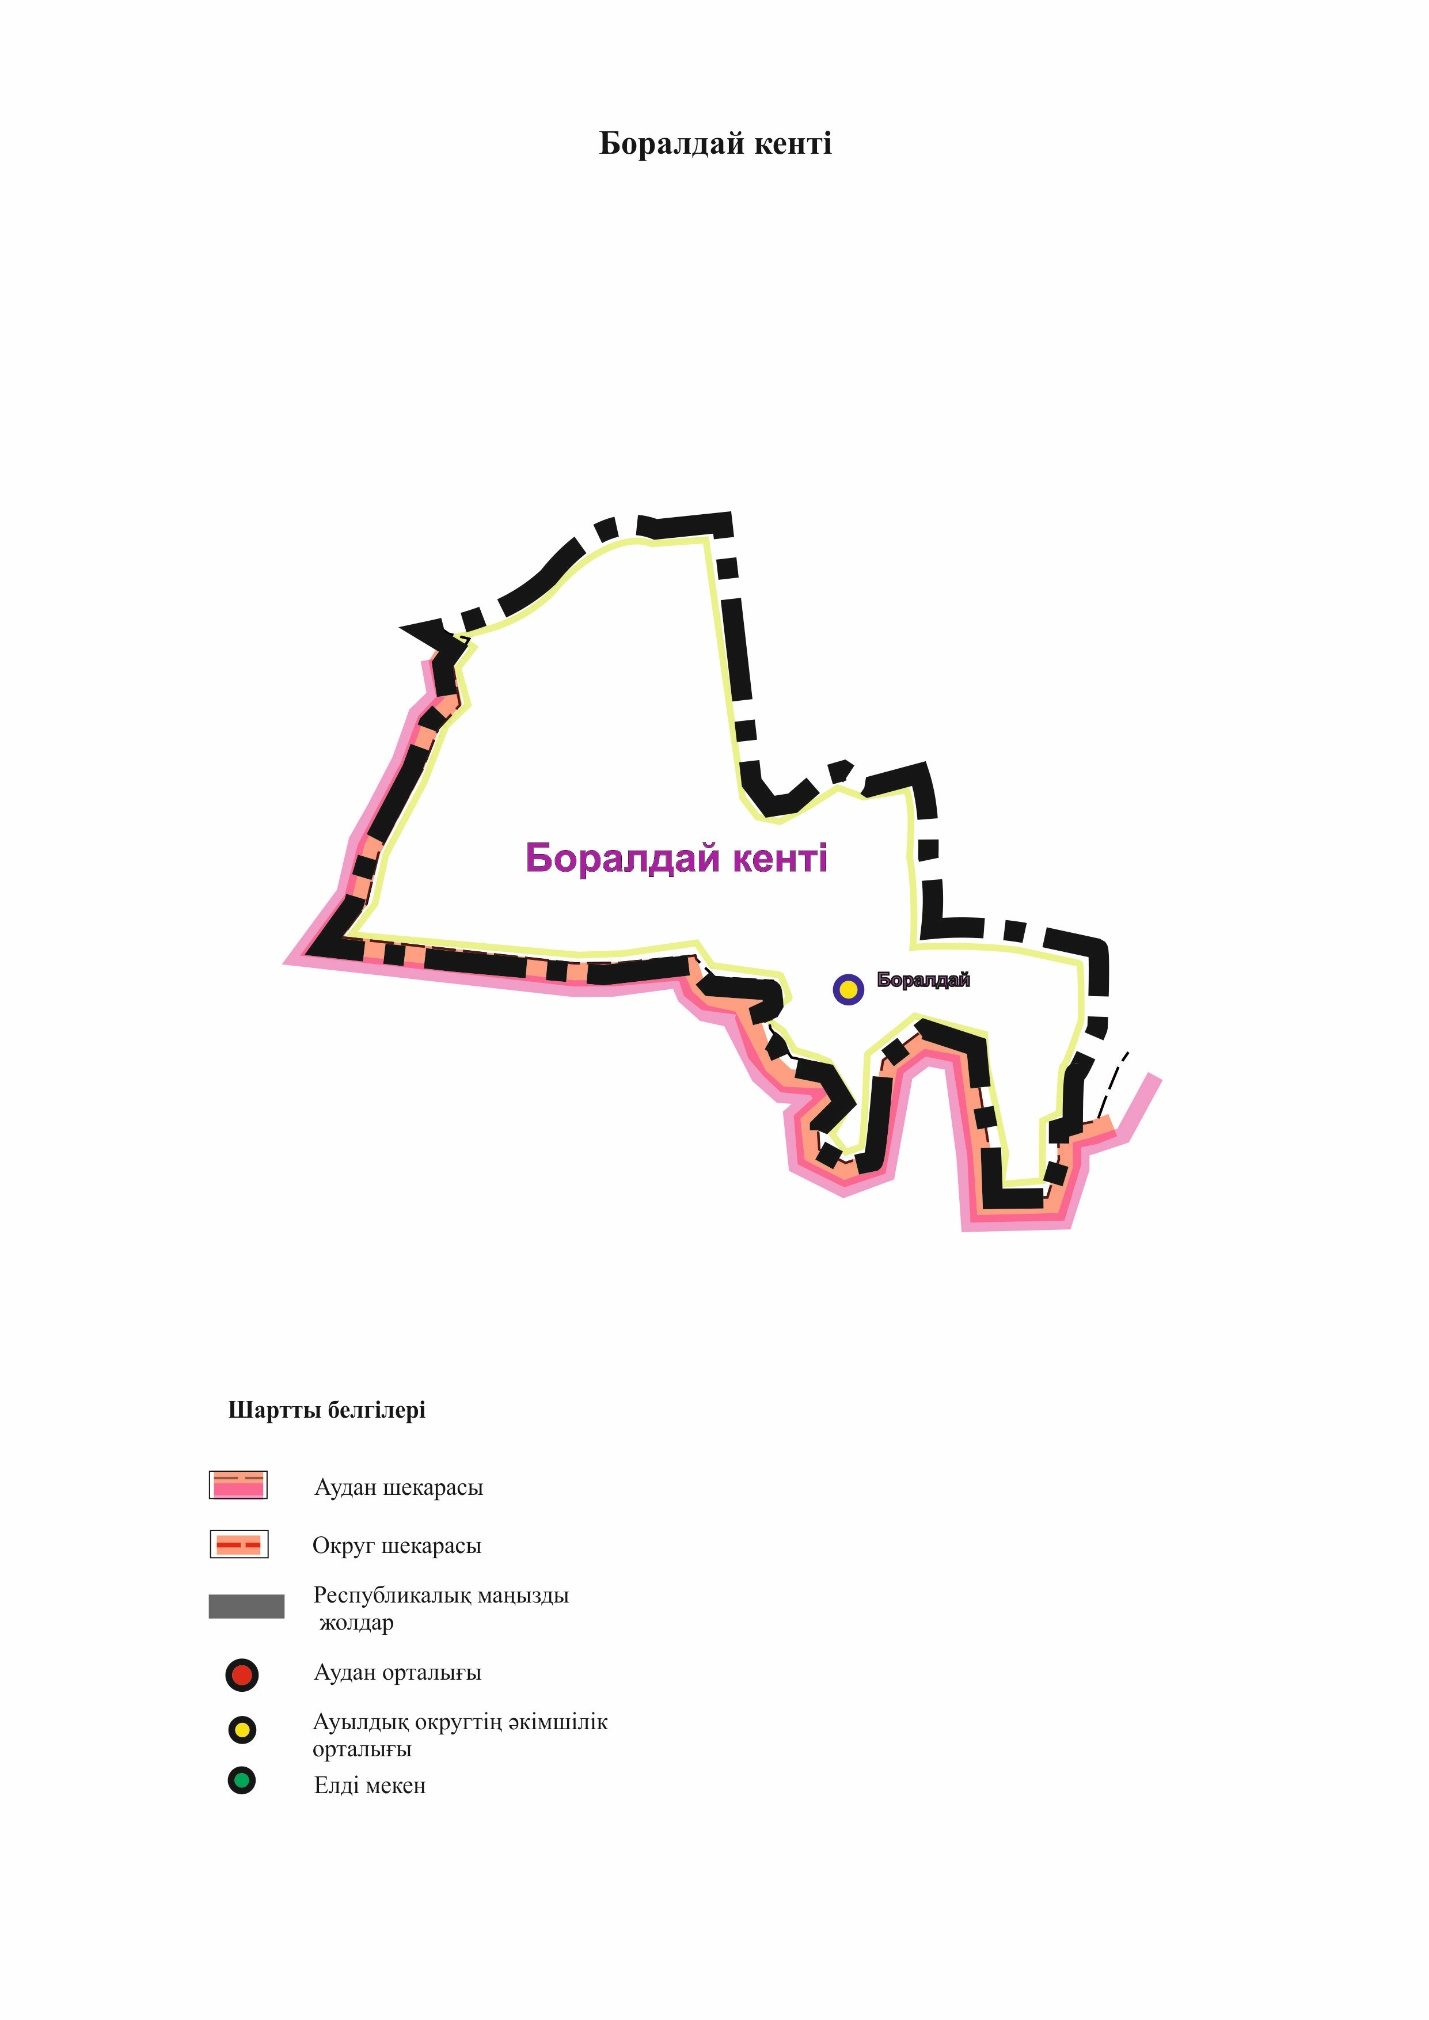 Боралдай кенті
Боралдай кенті
Боралдай
Шартты белгілері
Аудан шекарасы
Округ шекарасы
Республикалық маңызды
жолдар
Аудан орталығы
Ауылдық округтің әкімшілік
орталығы
Елді мекен